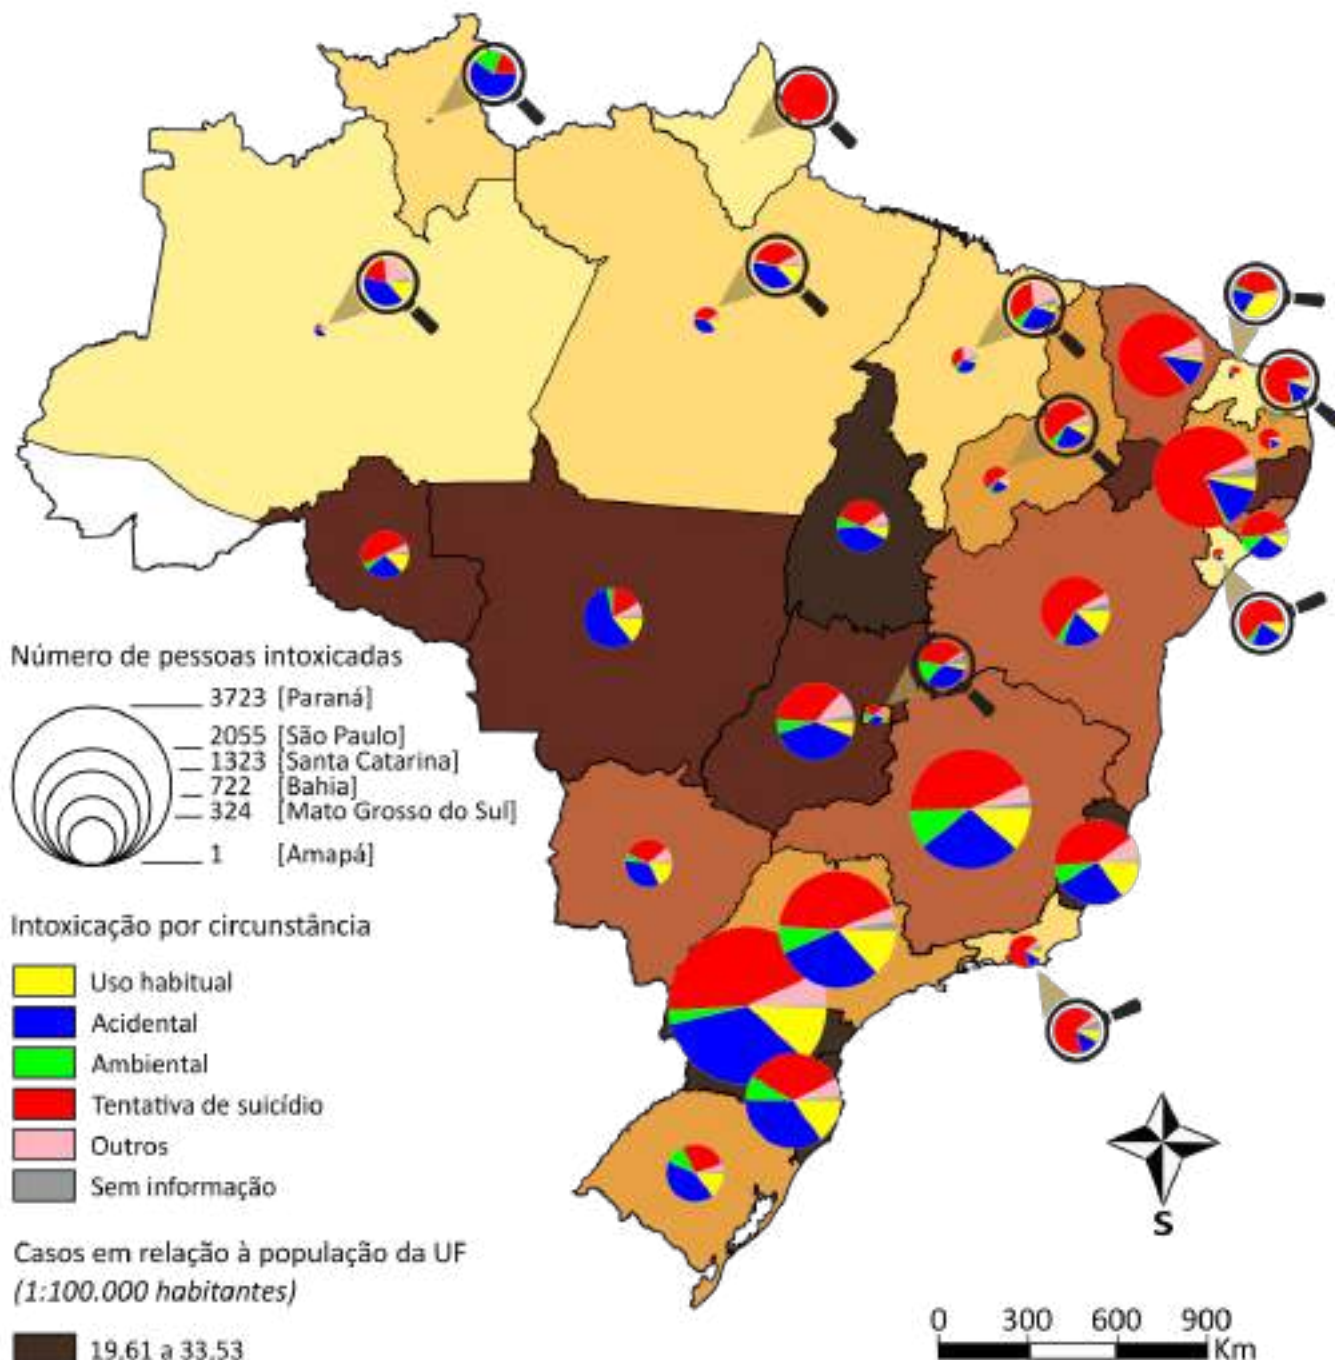 Número de pessoas intoxicadas
3723 [Paraná]
2055 [São Paulo]
1323 [Santa Catarina]
722 [Bahia]
324 [Mato Grosso do Sul]
1 [Amapá]
Intoxicação por circunstância
Uso habitual
Acidental
Ambiental
Tentativa de suicídio
Outros
Sem informação
Casos em relação à população da UF
(1:100.000 habitantes)
19,61 a 33,53
S
0 300 600 900
Km